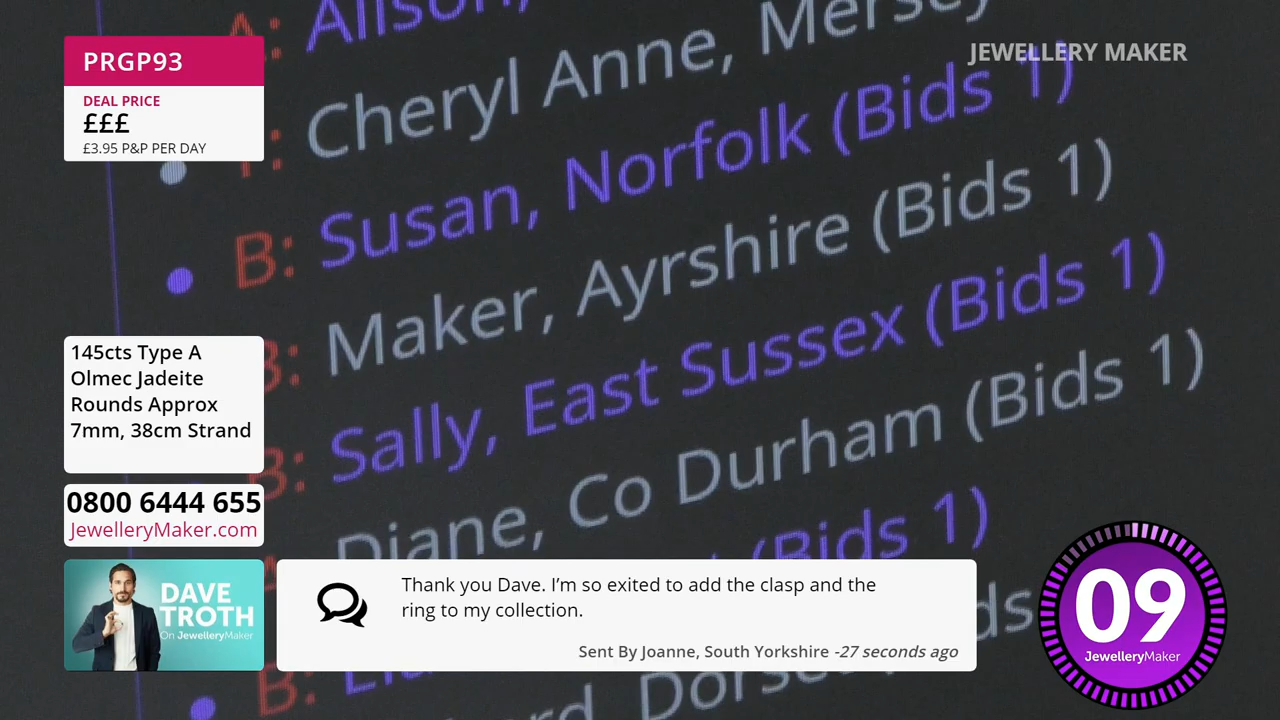 PRGP93
DEAL PRICE
£££
£3.95 P&P PER DAY
JEWELLERY MAKER
A: Alison,
Cheryl Anne, Mersey
Susan, Norfolk (Bids 1)
B: Maker, Ayrshire (Bids 1)
B: Sally, East Sussex (Bids 1)
B: Diane, Co Durham (Bids 1)
(Bids 1)
B:
145cts Type A
Olmec Jadeite
Rounds Approx
7mm, 38cm Strand
0800 6444 655
JewelleryMaker.com
DAVE
TROTH
On JewelleryMaker
Thank you Dave. I’m so exited to add the clasp and the
ring to my collection.
Sent By Joanne, South Yorkshire -27 seconds ago
09
JewelleryMaker